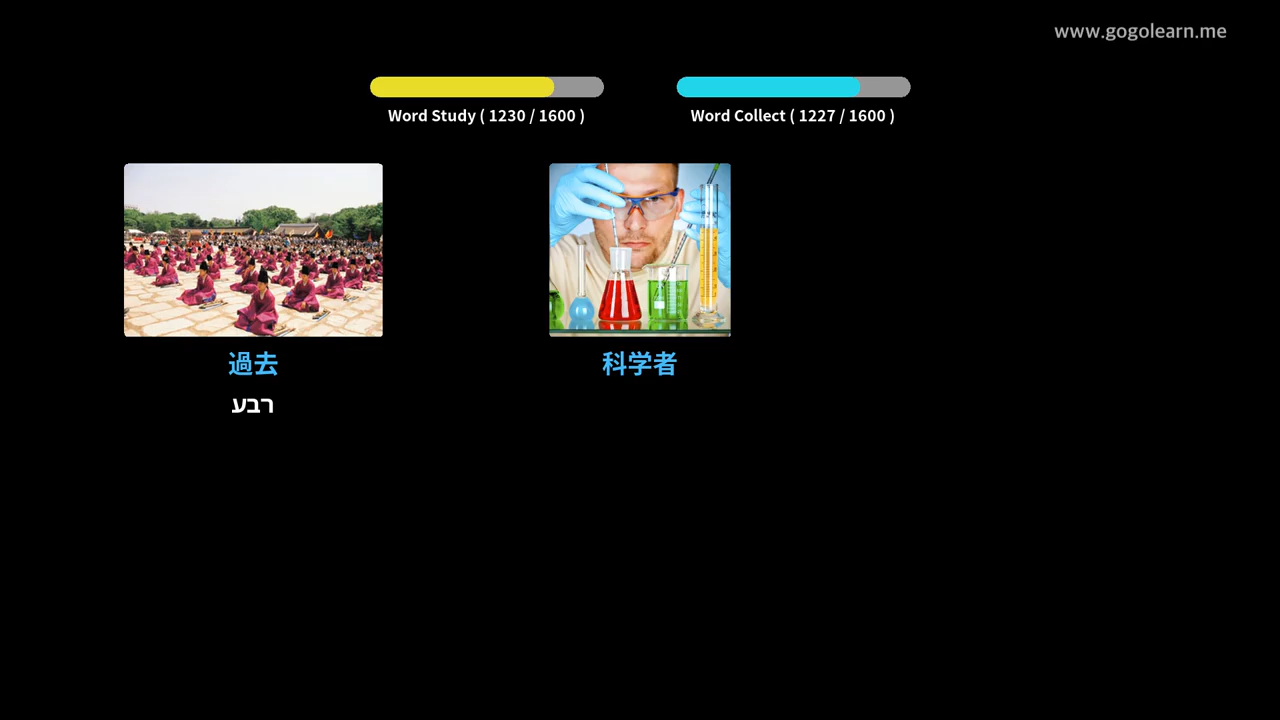 www.gogolearn.me
Word Study ( 1230 / 1600 )
Word Collect ( 1227 / 1600 )
過去
科学者
רבע